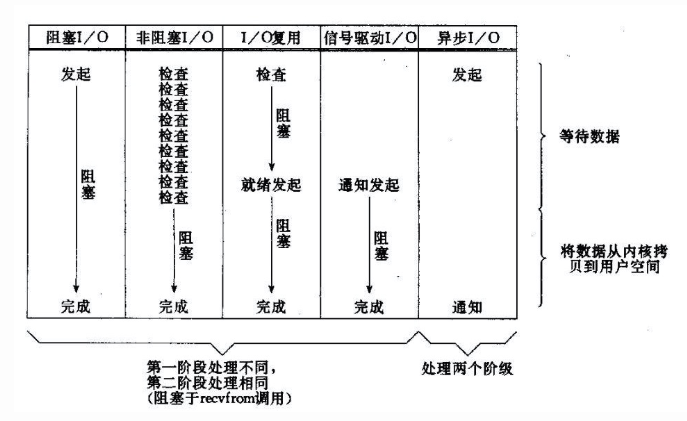 阻塞I/O 非阻塞I/O I/O复用 信号驱动I/O 异步I/O
发起 检查 检查 发起
检查
检查
检查
检查
检查
检查
检查
检查
阻塞
阻塞
就绪发起 通知发起
阻塞
阻塞
阻塞
完成 完成 完成 完成 通知
等待数据
将数据从内核拷
贝到用户空间
第一阶段处理不同，
第二阶段处理相同
（阻塞于recvfrom调用）
处理两个阶级